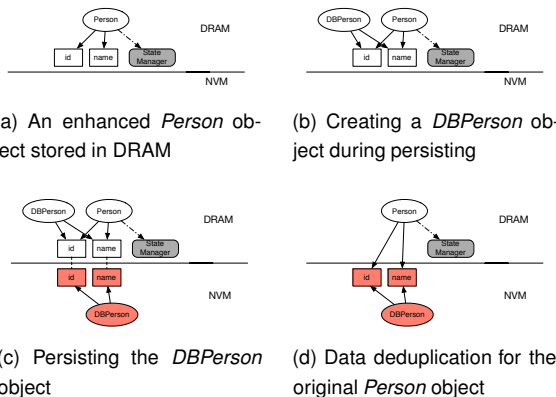 Person
DRAM
id
name
State
Manager
NVM
a) An enhanced Person ob-
ect stored in DRAM
DBPerson
Person
DRAM
id
name
State
Manager
NVM
(b) Creating a DBPerson ob-
ject during persisting
DBPerson
Person
DRAM
id
name
State
Manager
id
name
NVM
DBPerson
(c) Persisting the DBPerson
object
Person
DRAM
State
Manager
id
name
NVM
DBPerson
(d) Data deduplication for the
original Person object